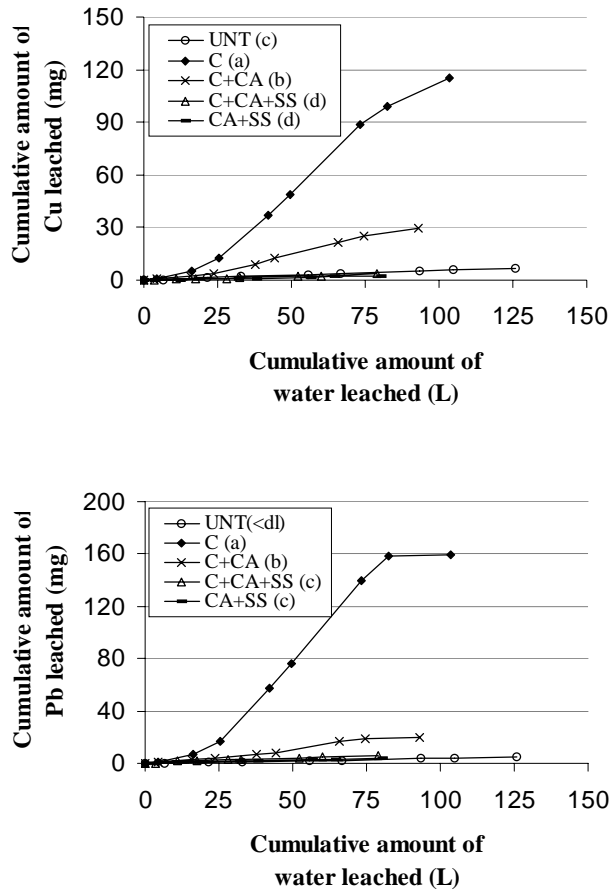 Cumulative amount of
Cu leached (mg)
150
120
90
60
30
0
UNT (c)
C (a)
C+CA (b)
C+CA+SS (d)
CA+SS (d)
0 25 50 75 100 125 150
Cumulative amount of
water leached (L)
Cumulative amount of
Pb leached (mg)
200
160
120
80
40
0
UNT(<dl)
C (a)
C+CA (b)
C+CA+SS (c)
CA+SS (c)
0 25 50 75 100 125 150
Cumulative amount of
water leached (L)